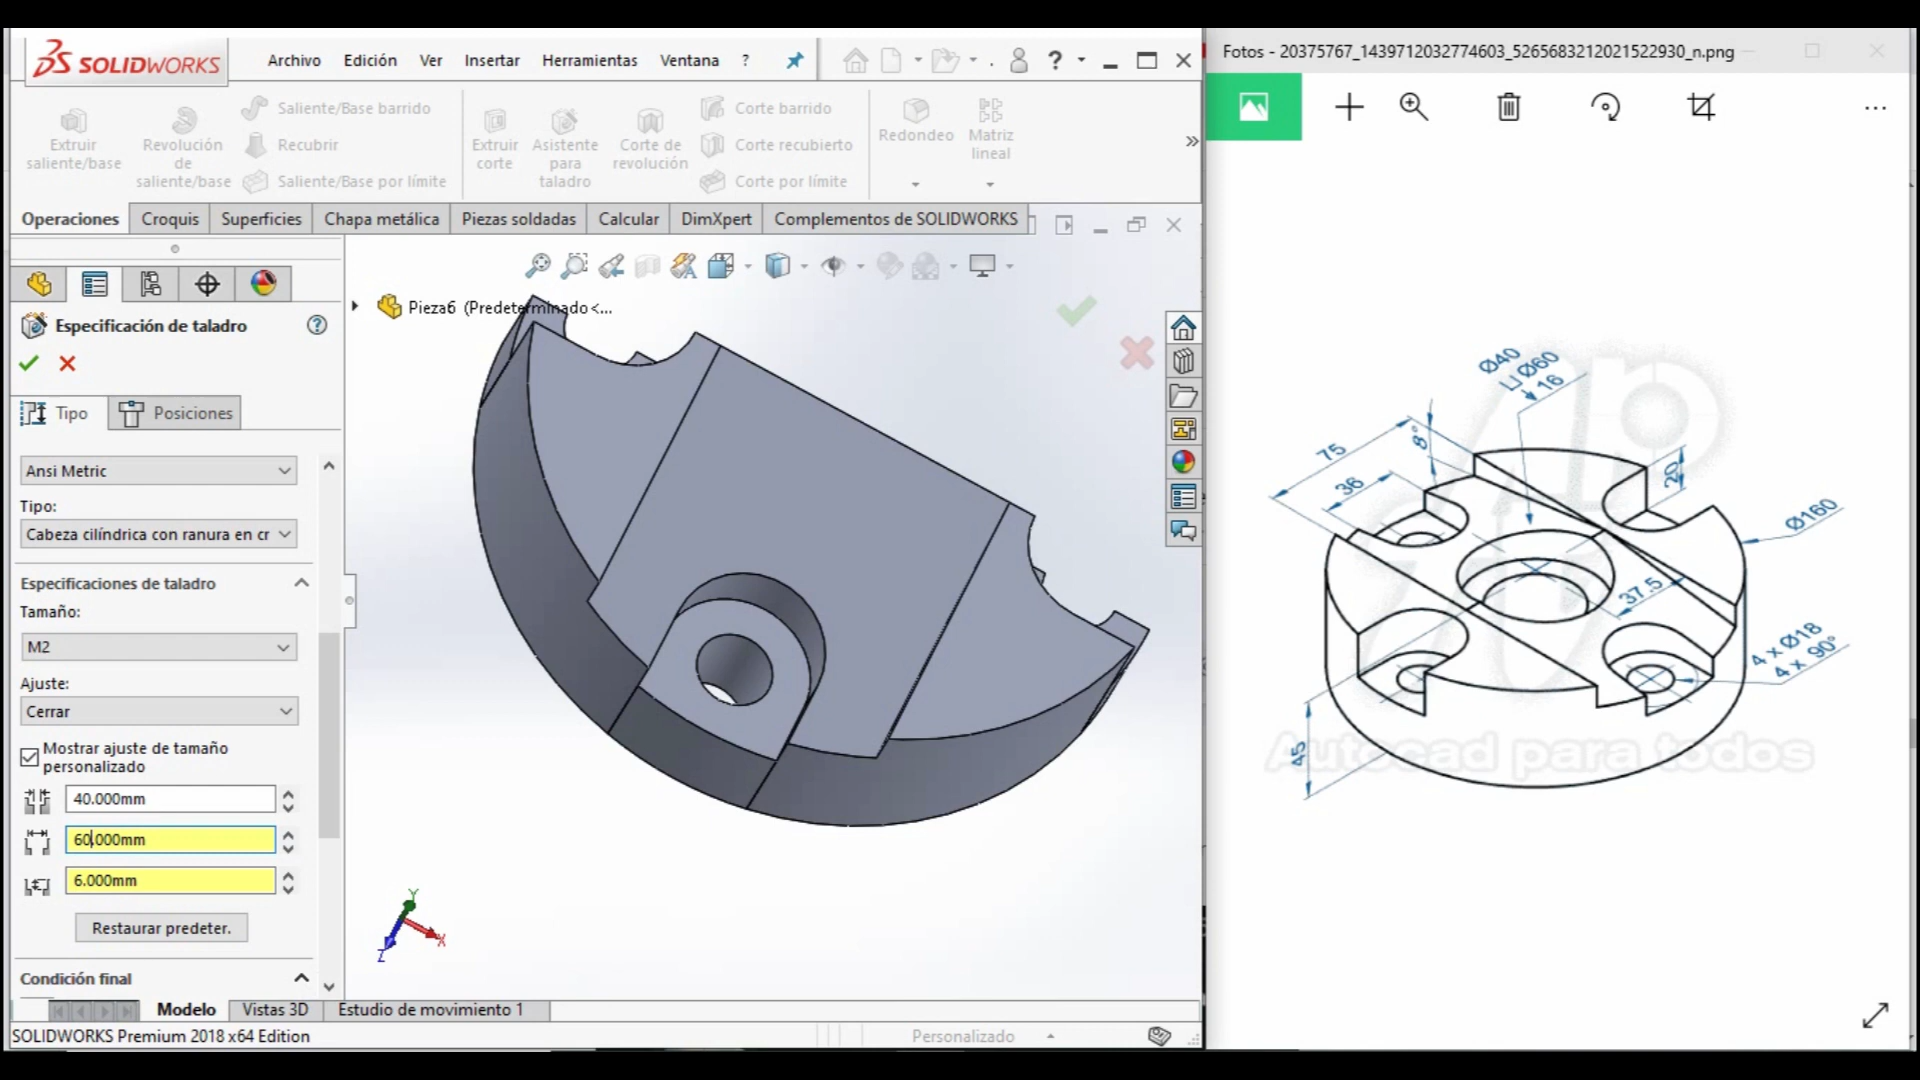 SOLIDWORKS
Archivo Edición Ver Insertar Herramientas Ventana ?
Fotos - 20375767_1439712032774603_5265683212021522930_n.png
Extruir saliente/base
Revolución de saliente/base
Saliente/Base barrido
Recubrir
Saliente/Base por límite
Extruir corte
Asistente para taladro
Corte de revolución
Corte barrido
Corte recubierto
Corte por límite
Redondeo
Matriz lineal
Operaciones Croquis Superficies Chapa metálica Piezas soldadas Calcular DimXpert Complementos de SOLIDWORKS
Pieza6 (Predeterminado<...
Especificación de taladro
Tipo Posiciones
Ansi Metric
Tipo:
Cabeza cilíndrica con ranura en cr
Especificaciones de taladro
Tamaño:
M2
Ajuste:
Cerrar
Mostrar ajuste de tamaño
personalizado
40.000mm
60.000mm
6.000mm
Restaurar predeter.
Condición final
Y
X
Z
Modelo Vistas 3D Estudio de movimiento 1
SOLIDWORKS Premium 2018 x64 Edition
Personalizado
Ø40
⌴ Ø60
↧ 16
75
8°
36
20
Ø160
37.5
4 x Ø18
4 x 90°
45
Autocad para todos